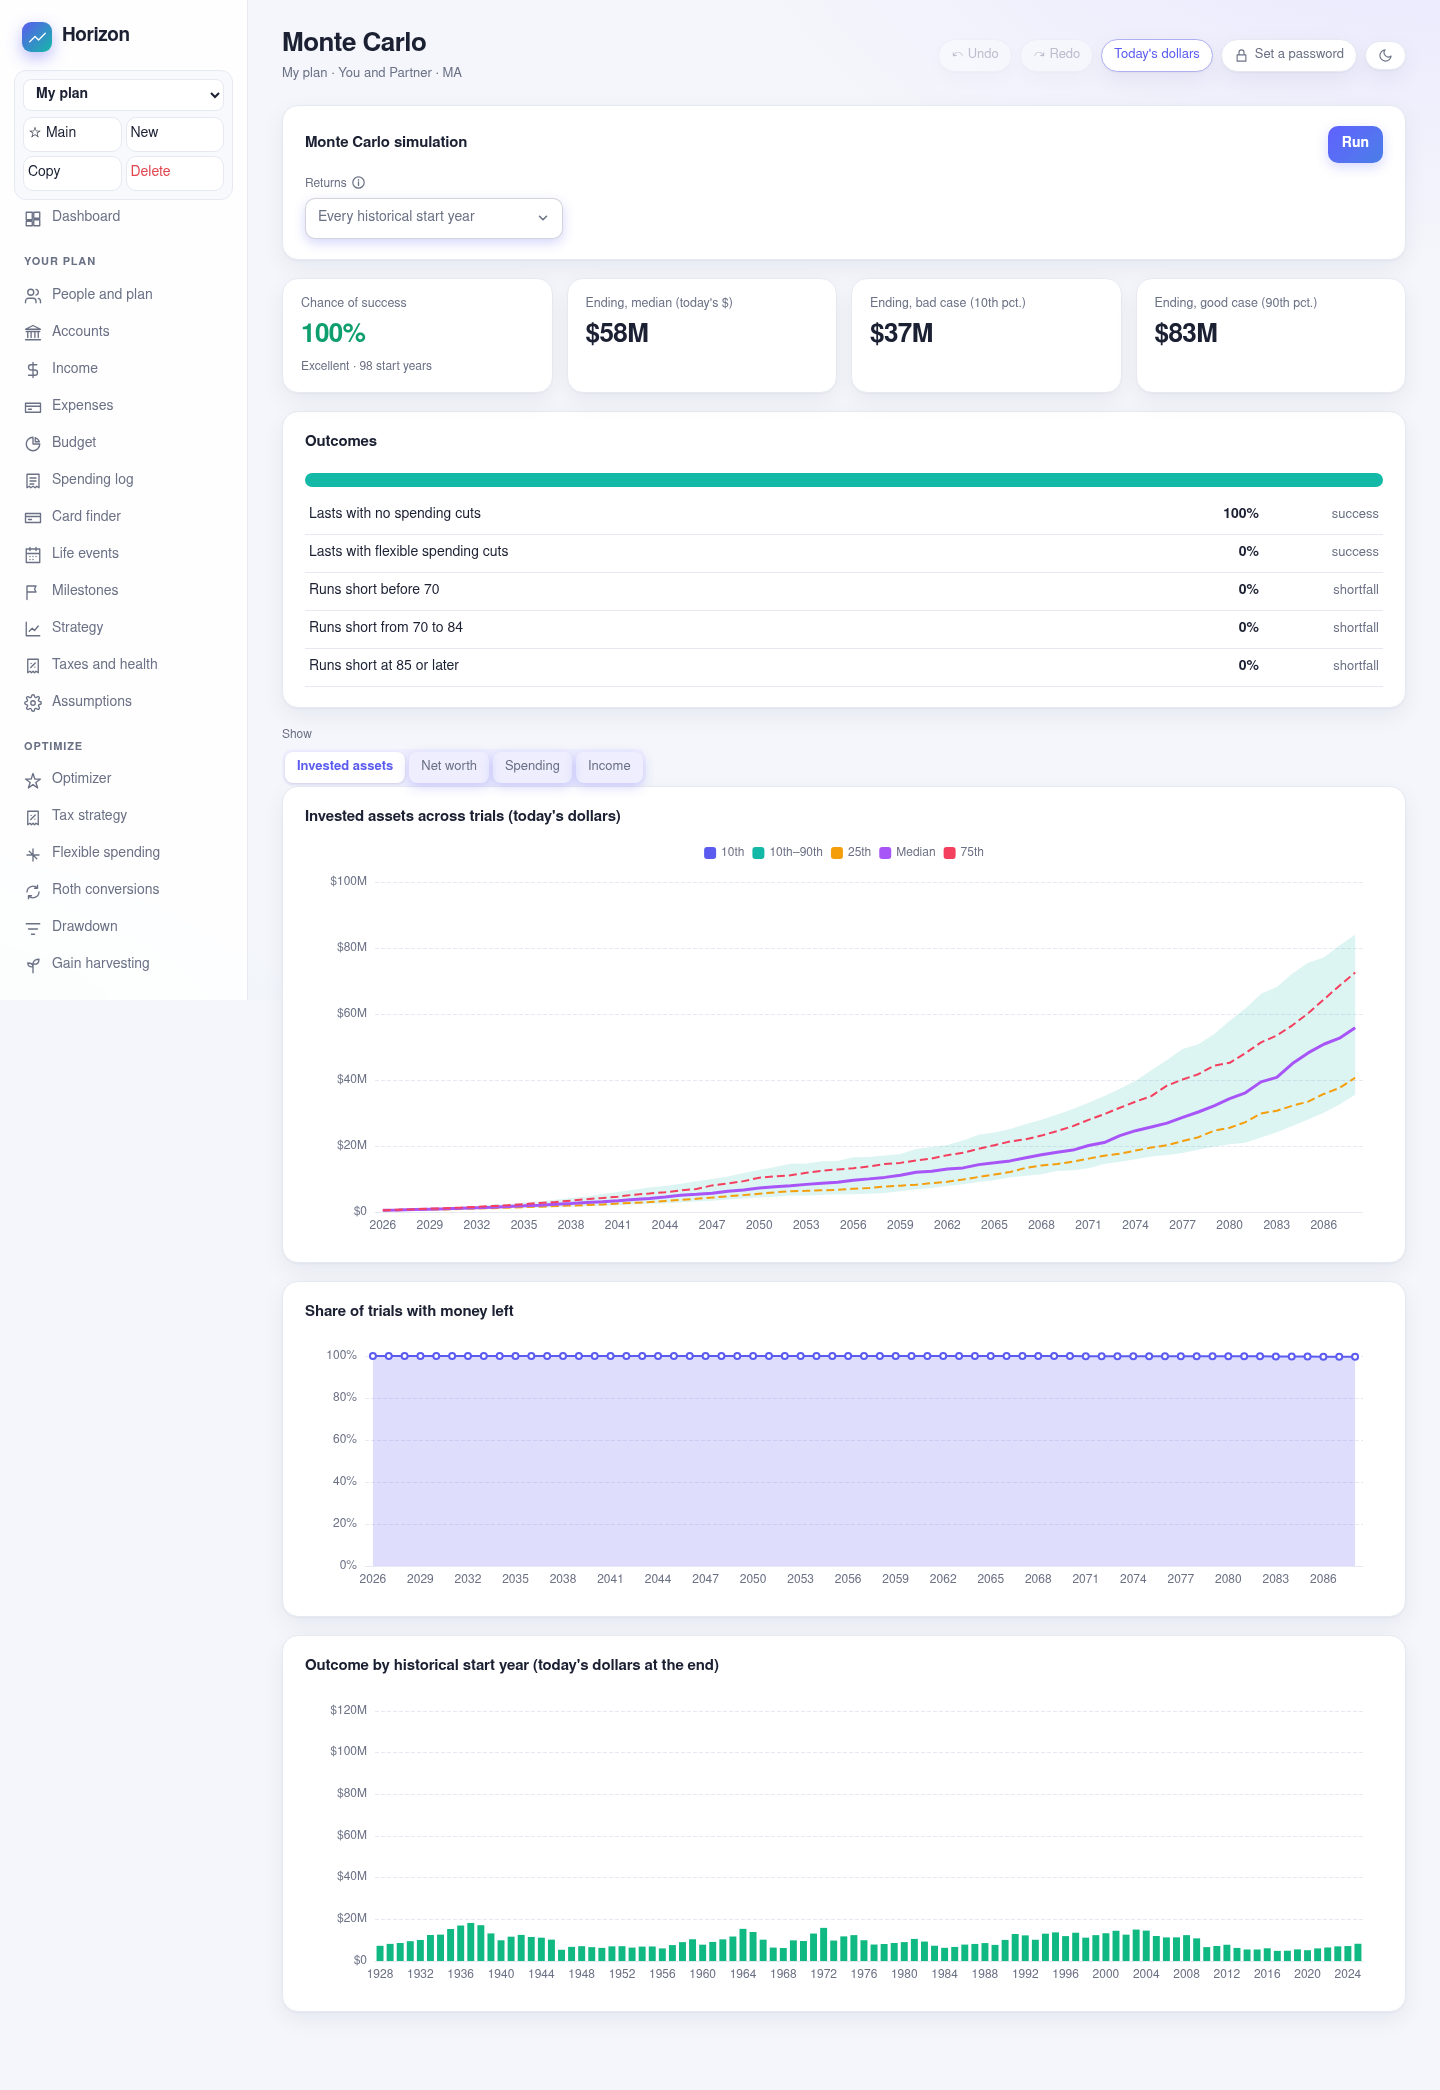 Horizon
My plan
☆ Main
New
Copy
Delete
Dashboard
YOUR PLAN
People and plan
Accounts
Income
Expenses
Budget
Spending log
Card finder
Life events
Milestones
Strategy
Taxes and health
Assumptions
OPTIMIZE
Optimizer
Tax strategy
Flexible spending
Roth conversions
Drawdown
Gain harvesting
Monte Carlo
My plan · You and Partner · MA
Undo
Redo
Today's dollars
Set a password
Monte Carlo simulation
Run
Returns
Every historical start year
Chance of success
100%
Excellent · 98 start years
Ending, median (today's $)
$58M
Ending, bad case (10th pct.)
$37M
Ending, good case (90th pct.)
$83M
Outcomes
Lasts with no spending cuts 100% success
Lasts with flexible spending cuts 0% success
Runs short before 70 0% shortfall
Runs short from 70 to 84 0% shortfall
Runs short at 85 or later 0% shortfall
Show
Invested assets Net worth Spending Income
Invested assets across trials (today's dollars)
10th 10th–90th 25th Median 75th
$100M
$80M
$60M
$40M
$20M
$0
2026 2029 2032 2035 2038 2041 2044 2047 2050 2053 2056 2059 2062 2065 2068 2071 2074 2077 2080 2083 2086
Share of trials with money left
100%
80%
60%
40%
20%
0%
2026 2029 2032 2035 2038 2041 2044 2047 2050 2053 2056 2059 2062 2065 2068 2071 2074 2077 2080 2083 2086
Outcome by historical start year (today's dollars at the end)
$120M
$100M
$80M
$60M
$40M
$20M
$0
1928 1932 1936 1940 1944 1948 1952 1956 1960 1964 1968 1972 1976 1980 1984 1988 1992 1996 2000 2004 2008 2012 2016 2020 2024